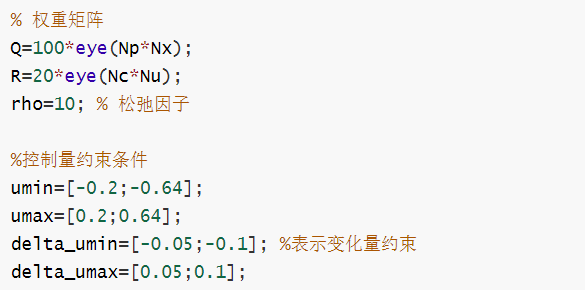 % 权重矩阵
Q=100*eye(Np*Nx);
R=20*eye(Nc*Nu);
rho=10; % 松弛因子
%控制量约束条件
umin=[-0.2;-0.64];
umax=[0.2;0.64];
delta_umin=[-0.05;-0.1]; %表示变化量约束
delta_umax=[0.05;0.1];